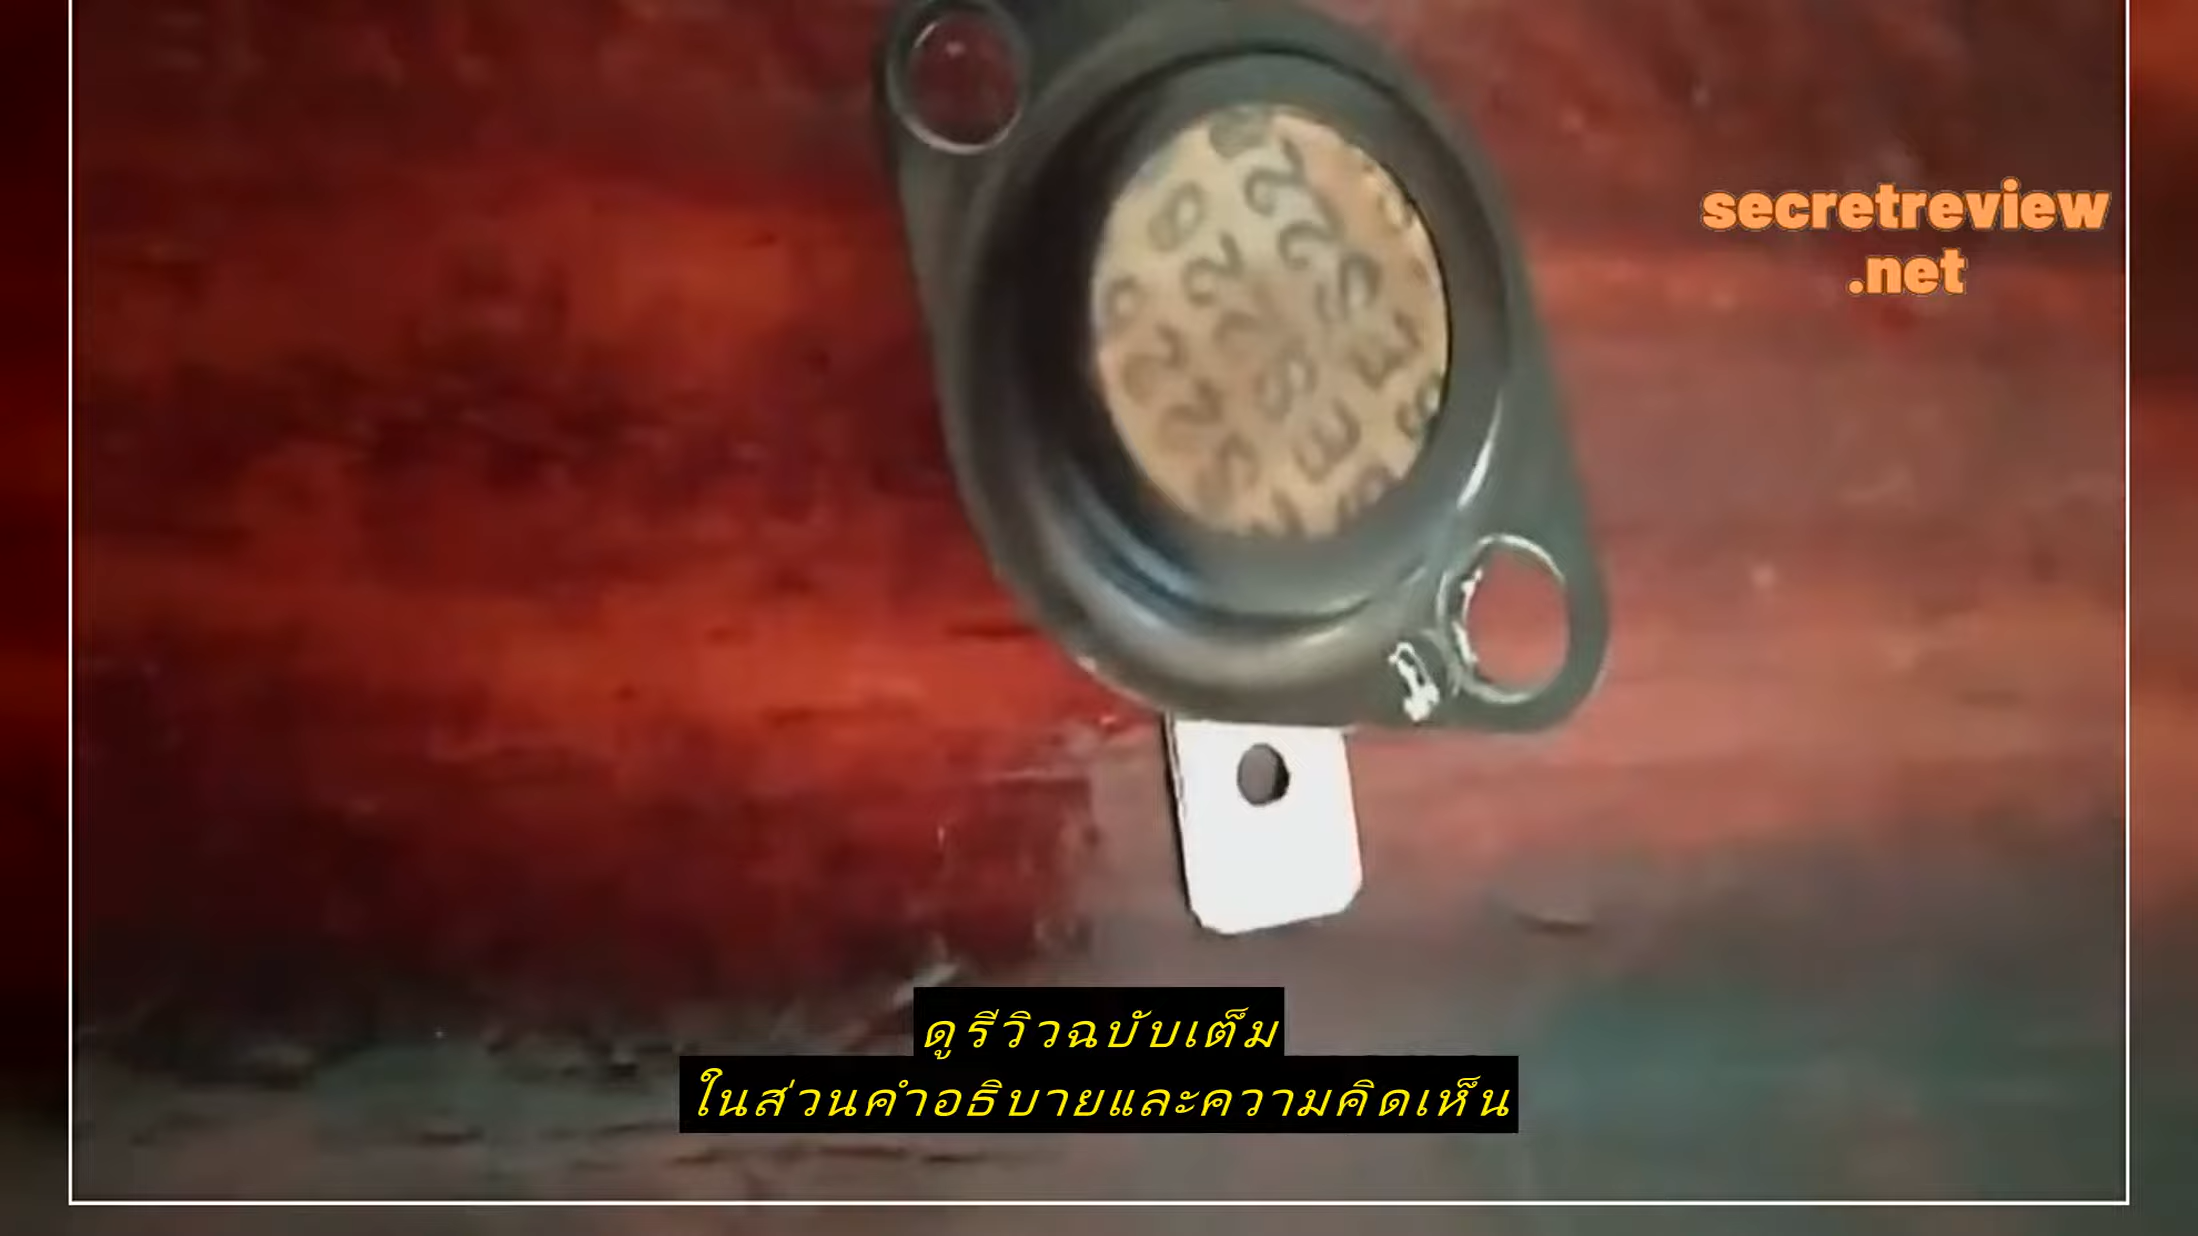 secretreview
.net
ดูรีวิวฉบับเต็ม
ในส่วนคำอธิบายและความคิดเห็น